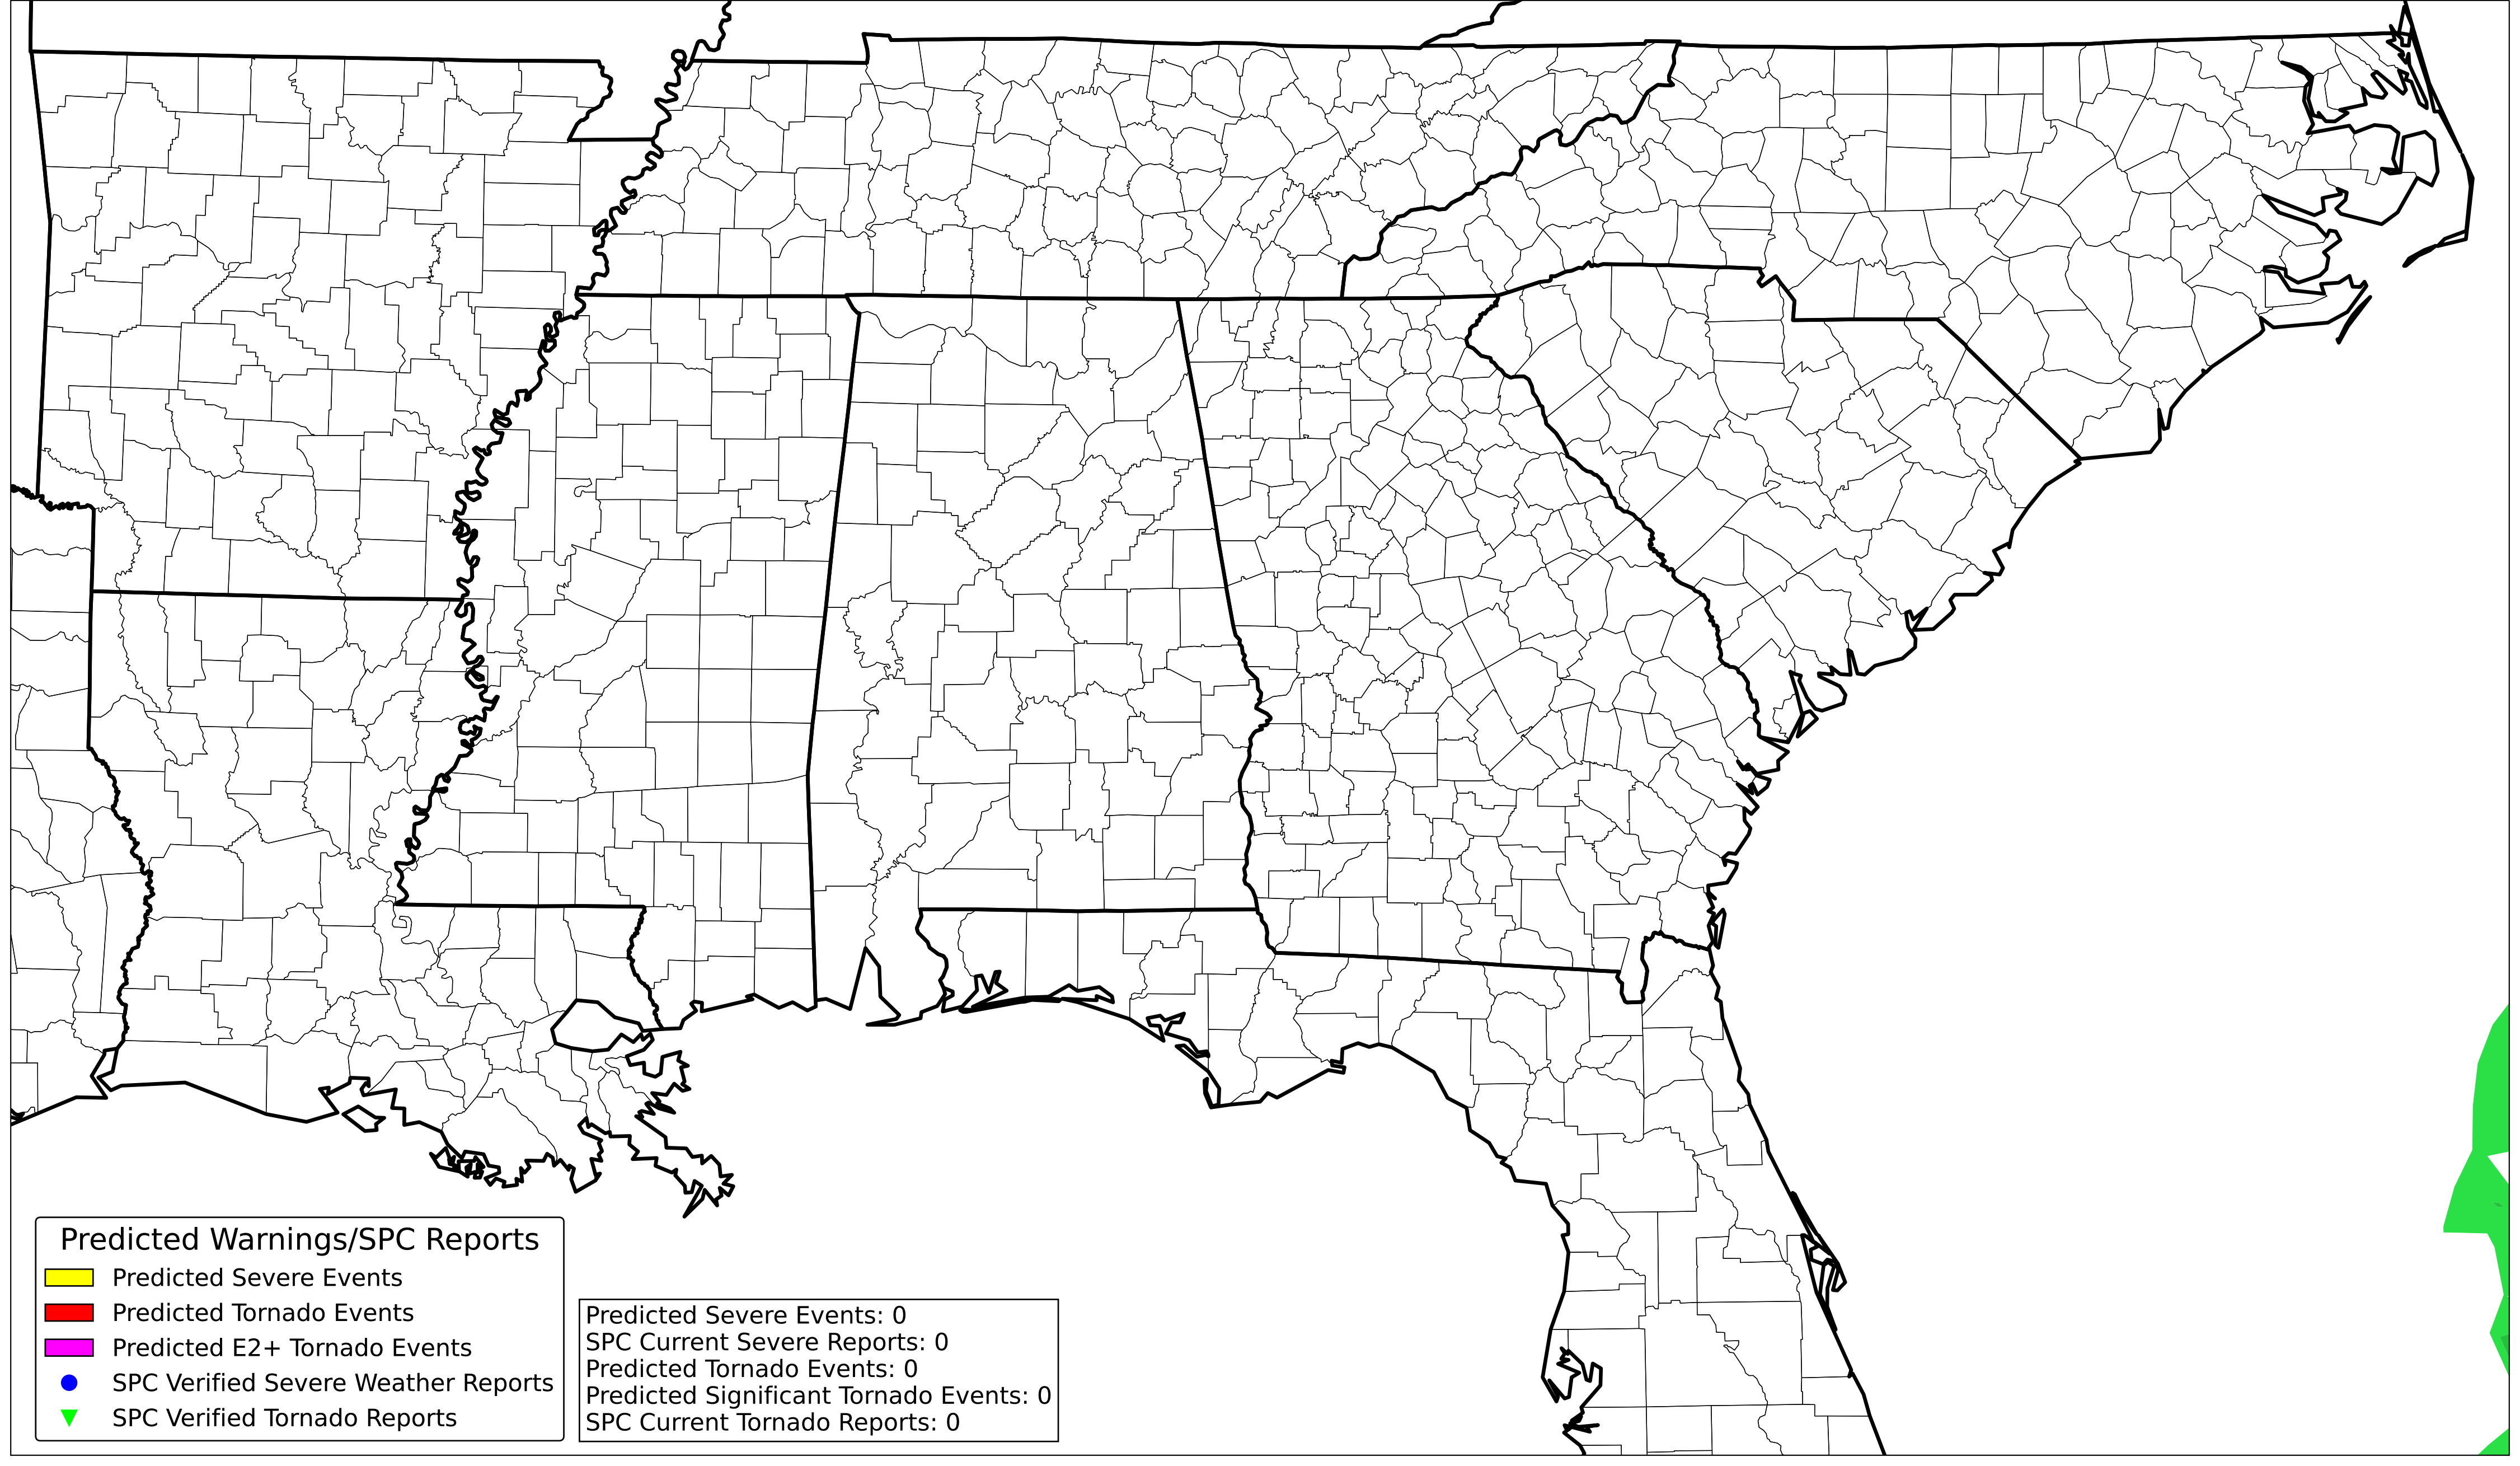 Predicted Warnings/SPC Reports
Predicted Severe Events
Predicted Tornado Events
Predicted E2+ Tornado Events
SPC Verified Severe Weather Reports
SPC Verified Tornado Reports
Predicted Severe Events: 0
SPC Current Severe Reports: 0
Predicted Tornado Events: 0
Predicted Significant Tornado Events: 0
SPC Current Tornado Reports: 0